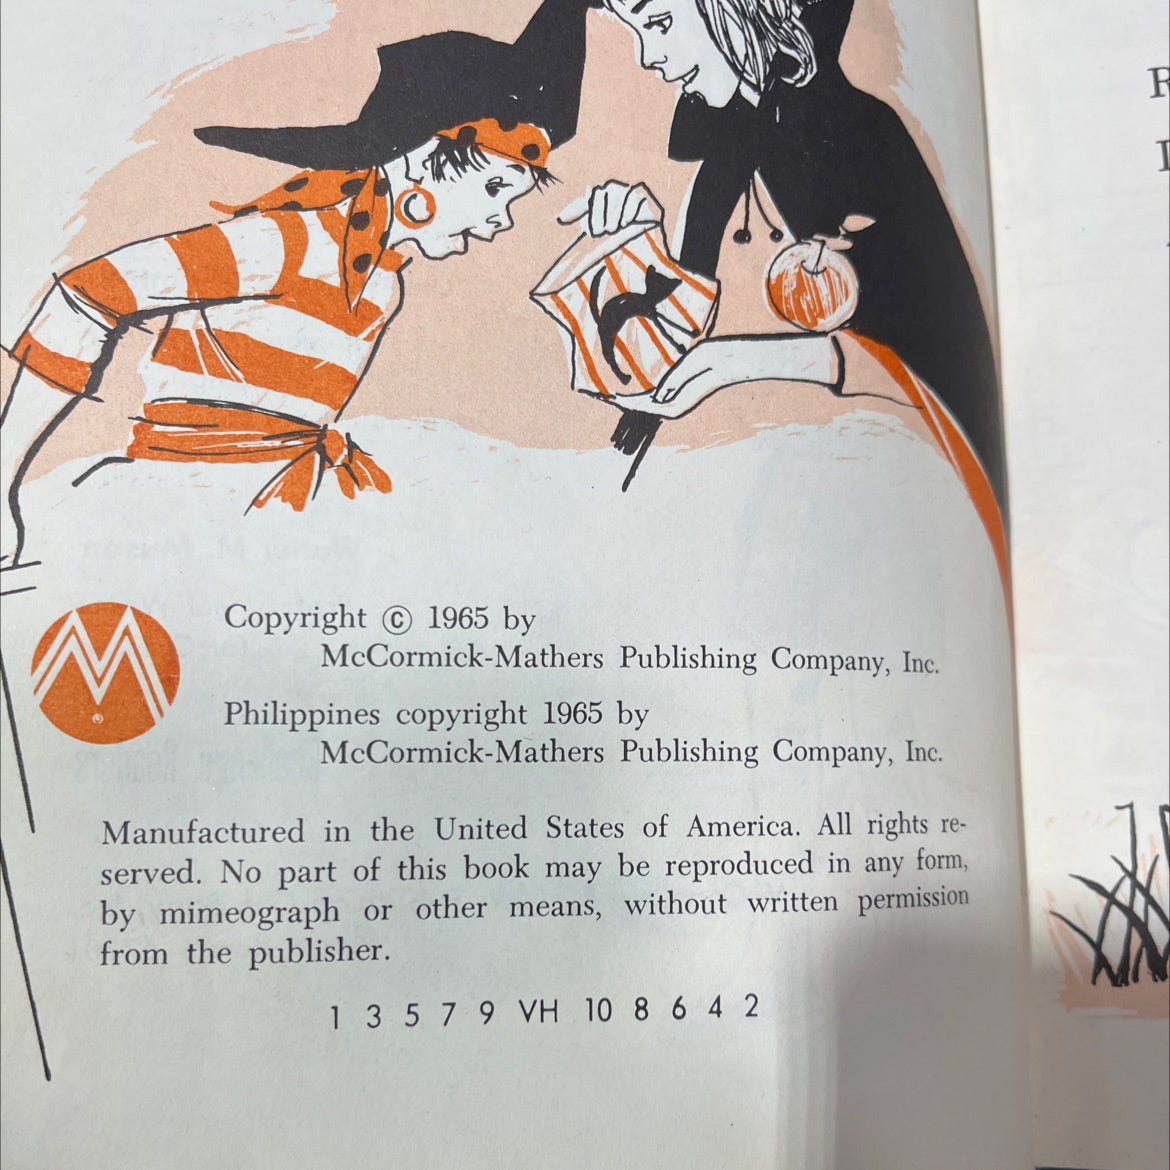 Copyright © 1965 by
McCormick-Mathers Publishing Company, Inc.
Philippines copyright 1965 by
McCormick-Mathers Publishing Company, Inc.
Manufactured in the United States of America. All rights re-
served. No part of this book may be reproduced in any form,
by mimeograph or other means, without written permission
from the publisher.
1 3 5 7 9 VH 10 8 6 4 2
R